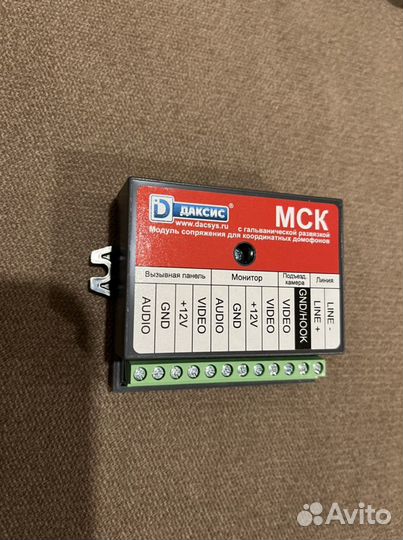 ДАКСИС®
www.dacsys.ru
МСК
с гальванической развязкой
Модуль сопряжения для координатных домофонов
Вызывная панель
Монитор
Подъезд. камера
Линия
AUDIO
GND
+12V
VIDEO
AUDIO
GND
+12V
VIDEO
VIDEO
GND/HOOK
LINE +
LINE -
Avito